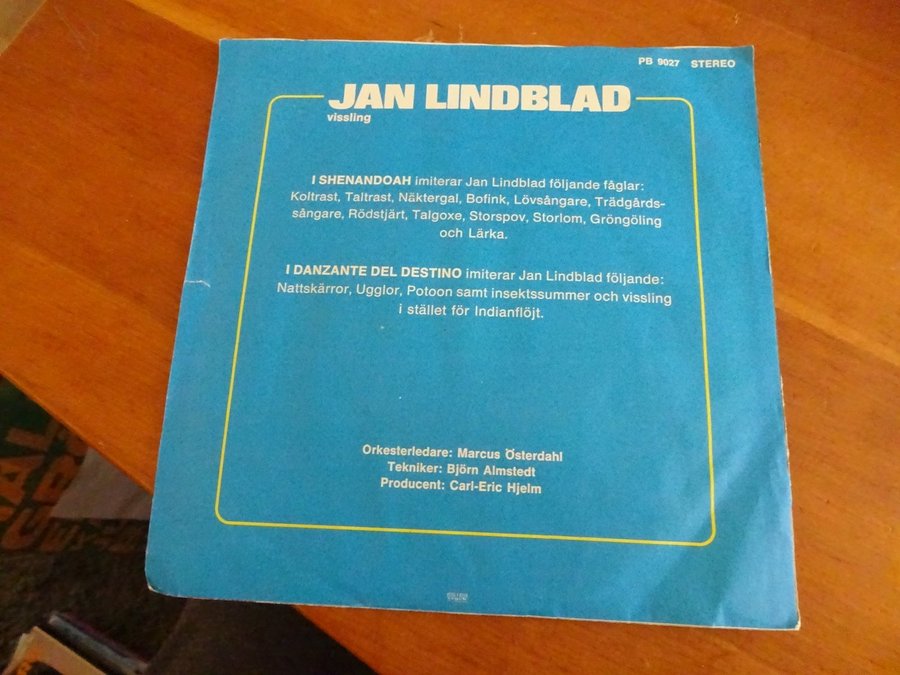 PB 9027 STEREO
JAN LINDBLAD
vissling
I SHENANDOAH imiterar Jan Lindblad följande fåglar:
Koltrast, Taltrast, Näktergal, Bofink, Lövsångare, Trädgårds-
sångare, Rödstjärt, Talgoxe, Storspov, Storlom, Gröngöling
och Lärka.
I DANZANTE DEL DESTINO imiterar Jan Lindblad följande:
Nattskärror, Ugglor, Potoon samt insektssummer och vissling
i stället för Indianflöjt.
Orkesterledare: Marcus Österdahl
Tekniker: Björn Almstedt
Producent: Carl-Eric Hjelm